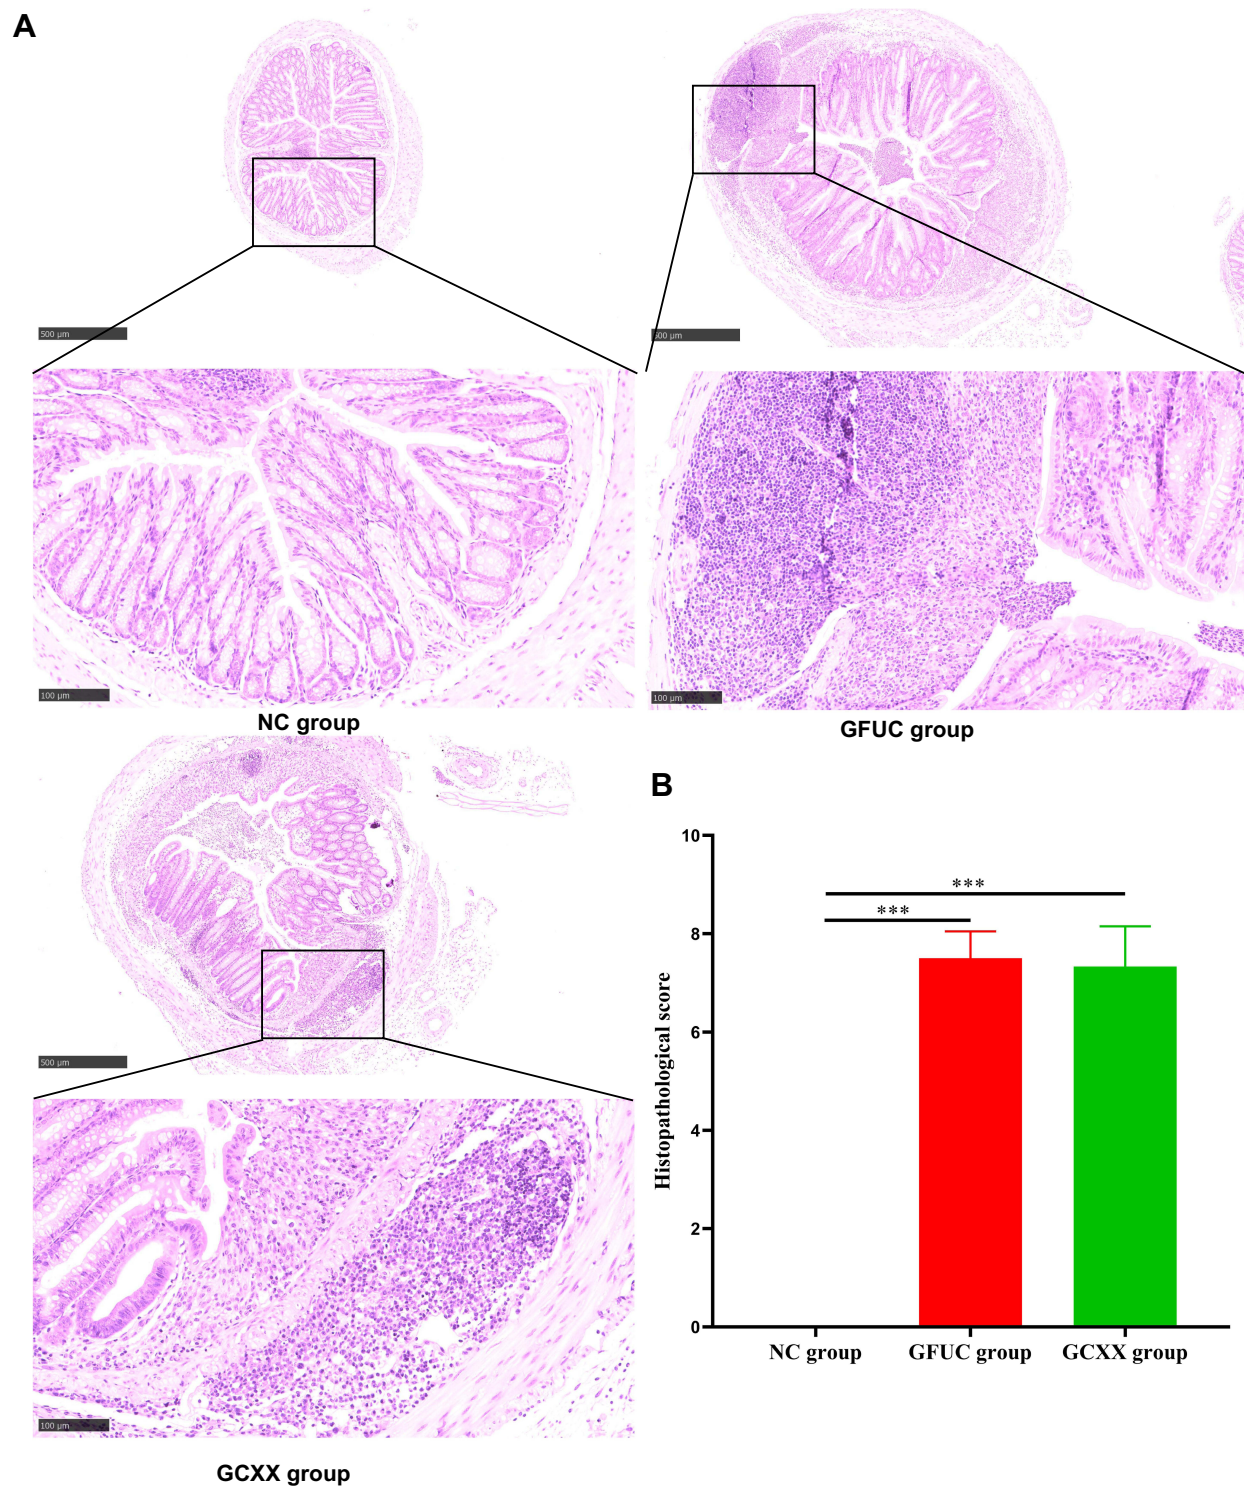 A
500 µm
500 µm
100 µm
100 µm
NC group
GFUC group
500 µm
100 µm
GCXX group
B
Histopathological score
10
8
6
4
2
0
***
***
NC group
GFUC group
GCXX group